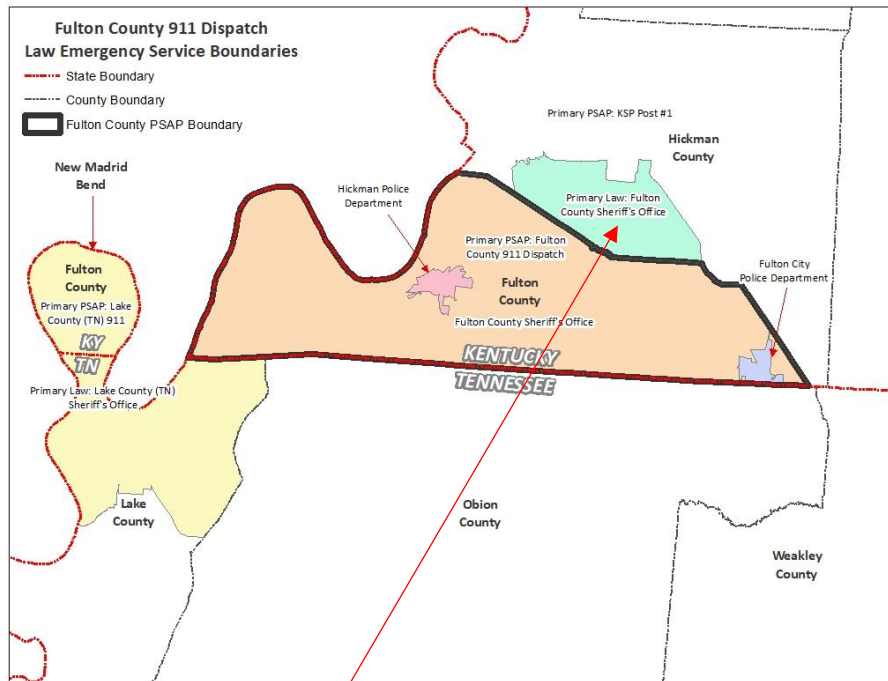 Fulton County 911 Dispatch
Law Emergency Service Boundaries
State Boundary
County Boundary
Fulton County PSAP Boundary
Primary PSAP: KSP Post #1
Hickman
County
New Madrid
Bend
Hickman Police
Department
Primary Law: Fulton
County Sheriff's Office
Primary PSAP: Fulton
County 911 Dispatch
Fulton City
Police Department
Fulton
County
Primary PSAP: Lake
County (TN) 911
Fulton
County
Fulton County Sheriff's Office
KY
TN
KENTUCKY
TENNESSEE
Primary Law: Lake County (TN)
Sheriff's Office
Lake
County
Obion
County
Weakley
County